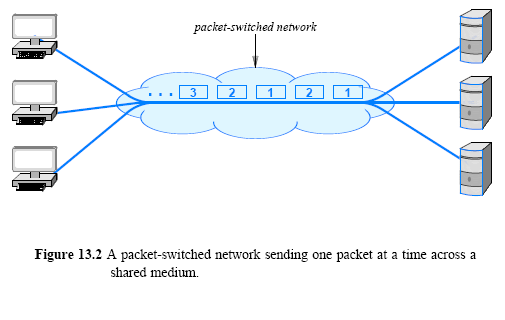 packet-switched network
. . . 3 2 1 2 1
Figure 13.2 A packet-switched network sending one packet at a time across a
shared medium.